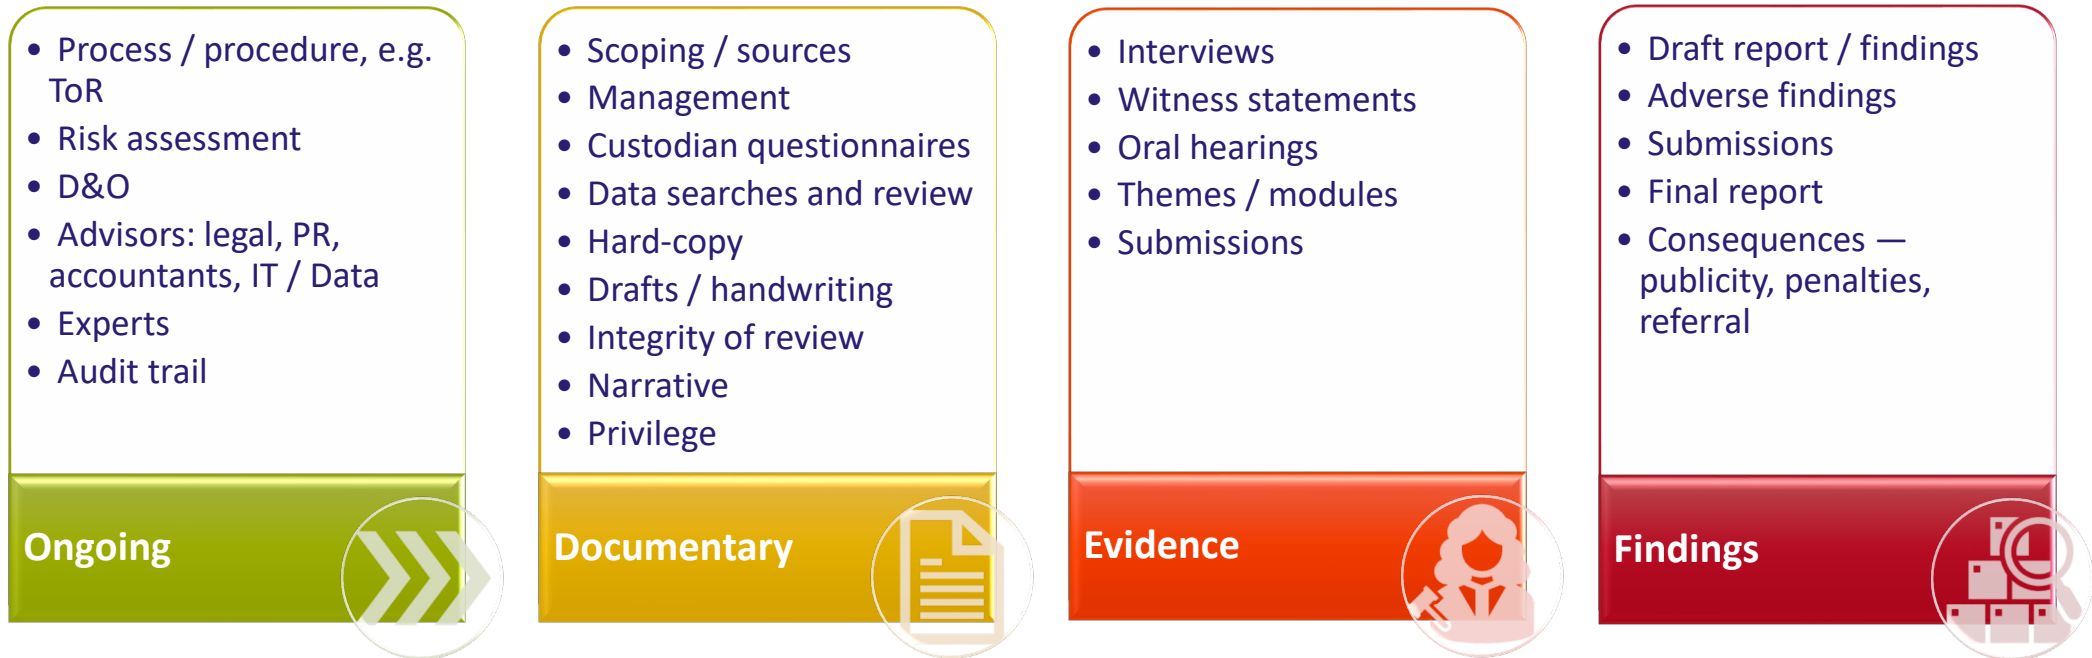 • Process / procedure, e.g.
ToR
• Risk assessment
• D&O
• Advisors: legal, PR,
accountants, IT / Data
• Experts
• Audit trail
Ongoing
• Scoping / sources
• Management
• Custodian questionnaires
• Data searches and review
• Hard-copy
• Drafts / handwriting
• Integrity of review
• Narrative
• Privilege
Documentary
• Interviews
• Witness statements
• Oral hearings
• Themes / modules
• Submissions
Evidence
• Draft report / findings
• Adverse findings
• Submissions
• Final report
• Consequences —
publicity, penalties,
referral
Findings